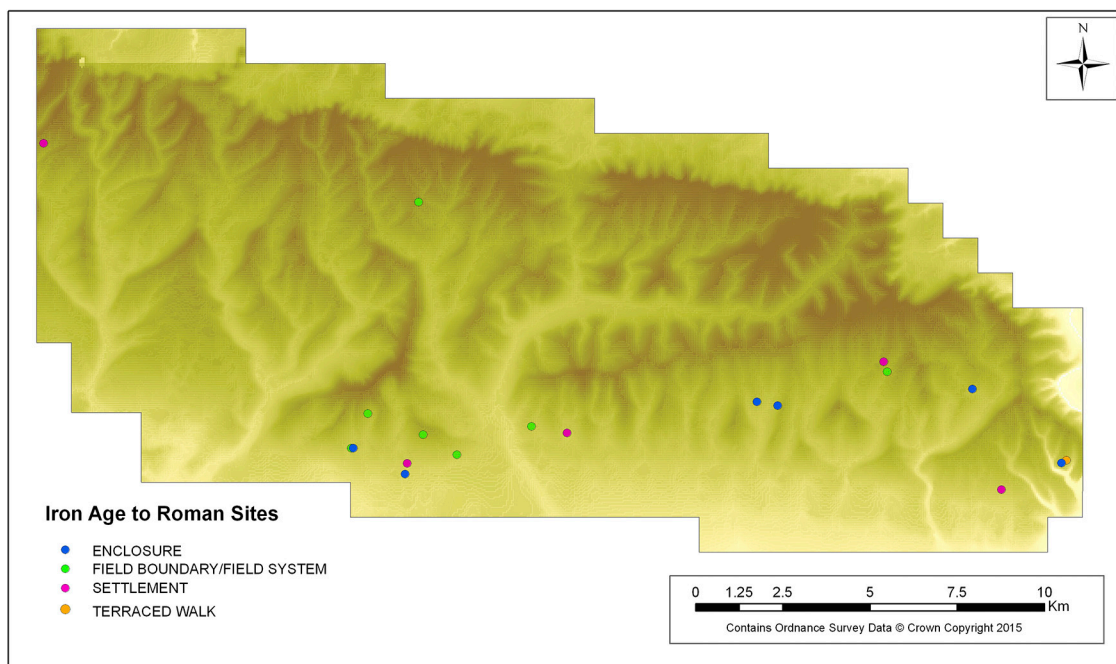 N
Iron Age to Roman Sites
ENCLOSURE
FIELD BOUNDARY/FIELD SYSTEM
SETTLEMENT
TERRACED WALK
0 1.25 2.5 5 7.5 10
Km
Contains Ordnance Survey Data © Crown Copyright 2015